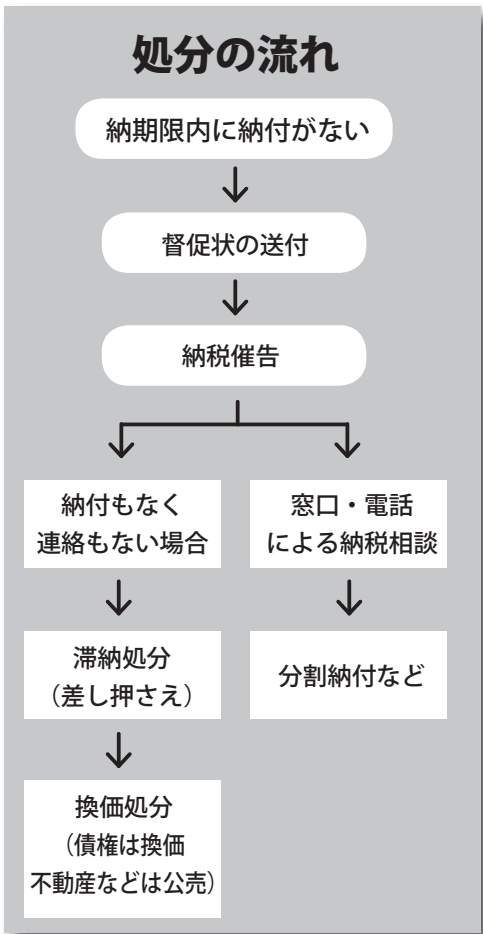 処分の流れ
納期限内に納付がない
督促状の送付
納税催告
納付もなく
連絡もない場合
窓口・電話
による納税相談
滞納処分
（差し押さえ）
分割納付など
換価処分
（債権は換価
不動産などは公売）